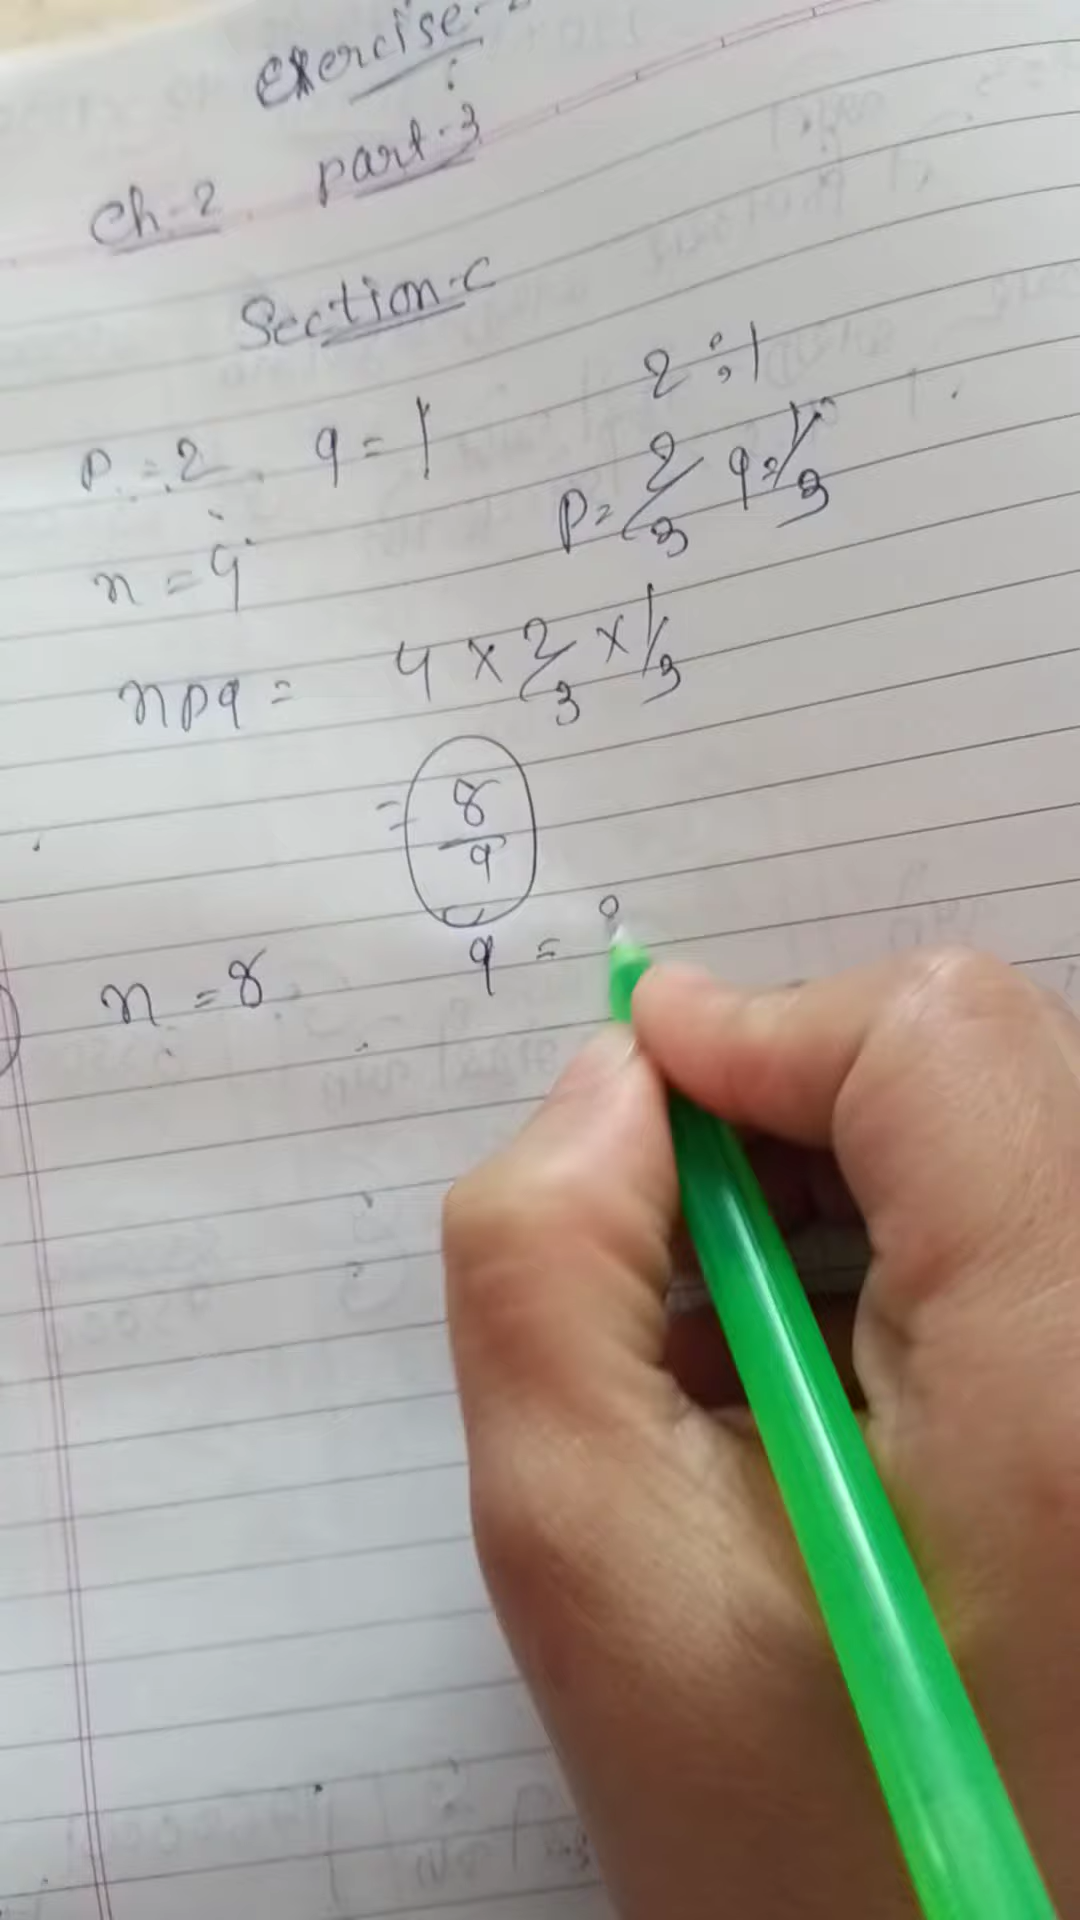 Exercise
Ch-2 part-3
Section-C
P = 2, q = 1 2 : 1
n = 4 P = 2/3 q = 1/3
npq = 4 × 2/3 × 1/3
= 8/9
n = 8 q = 0.